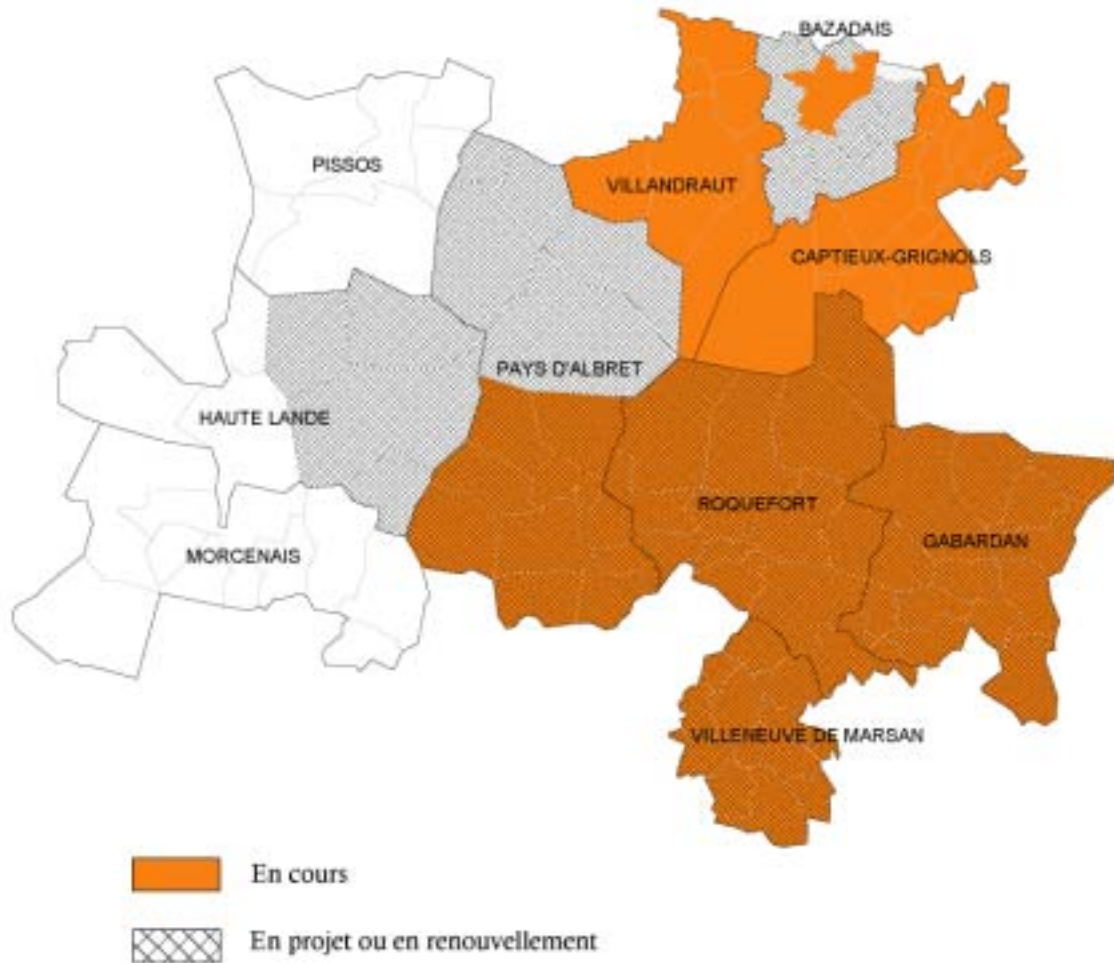 BAZADAIS
PISSOS
VILLANDRAUT
CAPTIEUX-GRIGNOLS
PAYS D'ALBRET
HAUTE LANDE
ROQUEFORT
GABARDAN
MORCENAIS
VILLENEUVE DE MARSAN
En cours
En projet ou en renouvellement